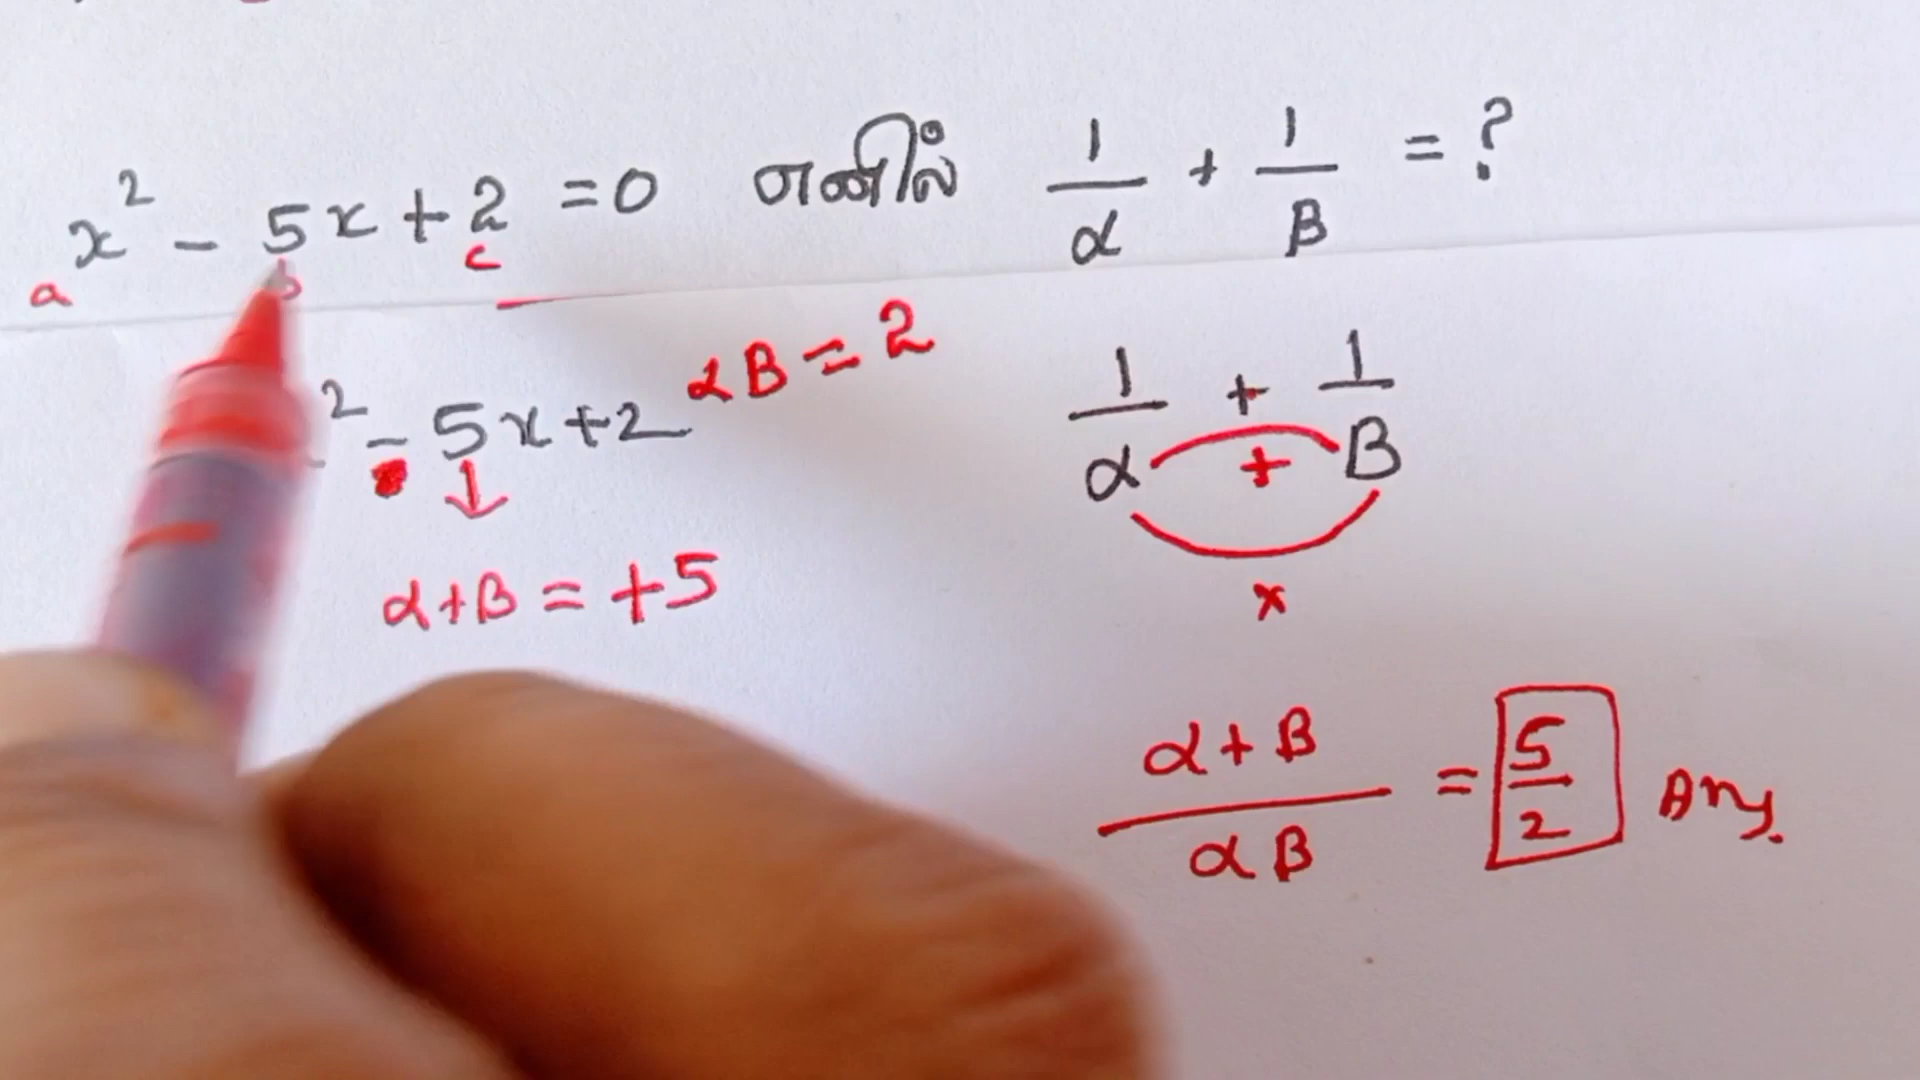 x² - 5x + 2 = 0 எனில் 1/α + 1/β = ?
a b c
αβ = 2
² - 5x + 2
1/α + 1/β
+
α + β = +5
x
α + β / αβ = 5/2 Ans.